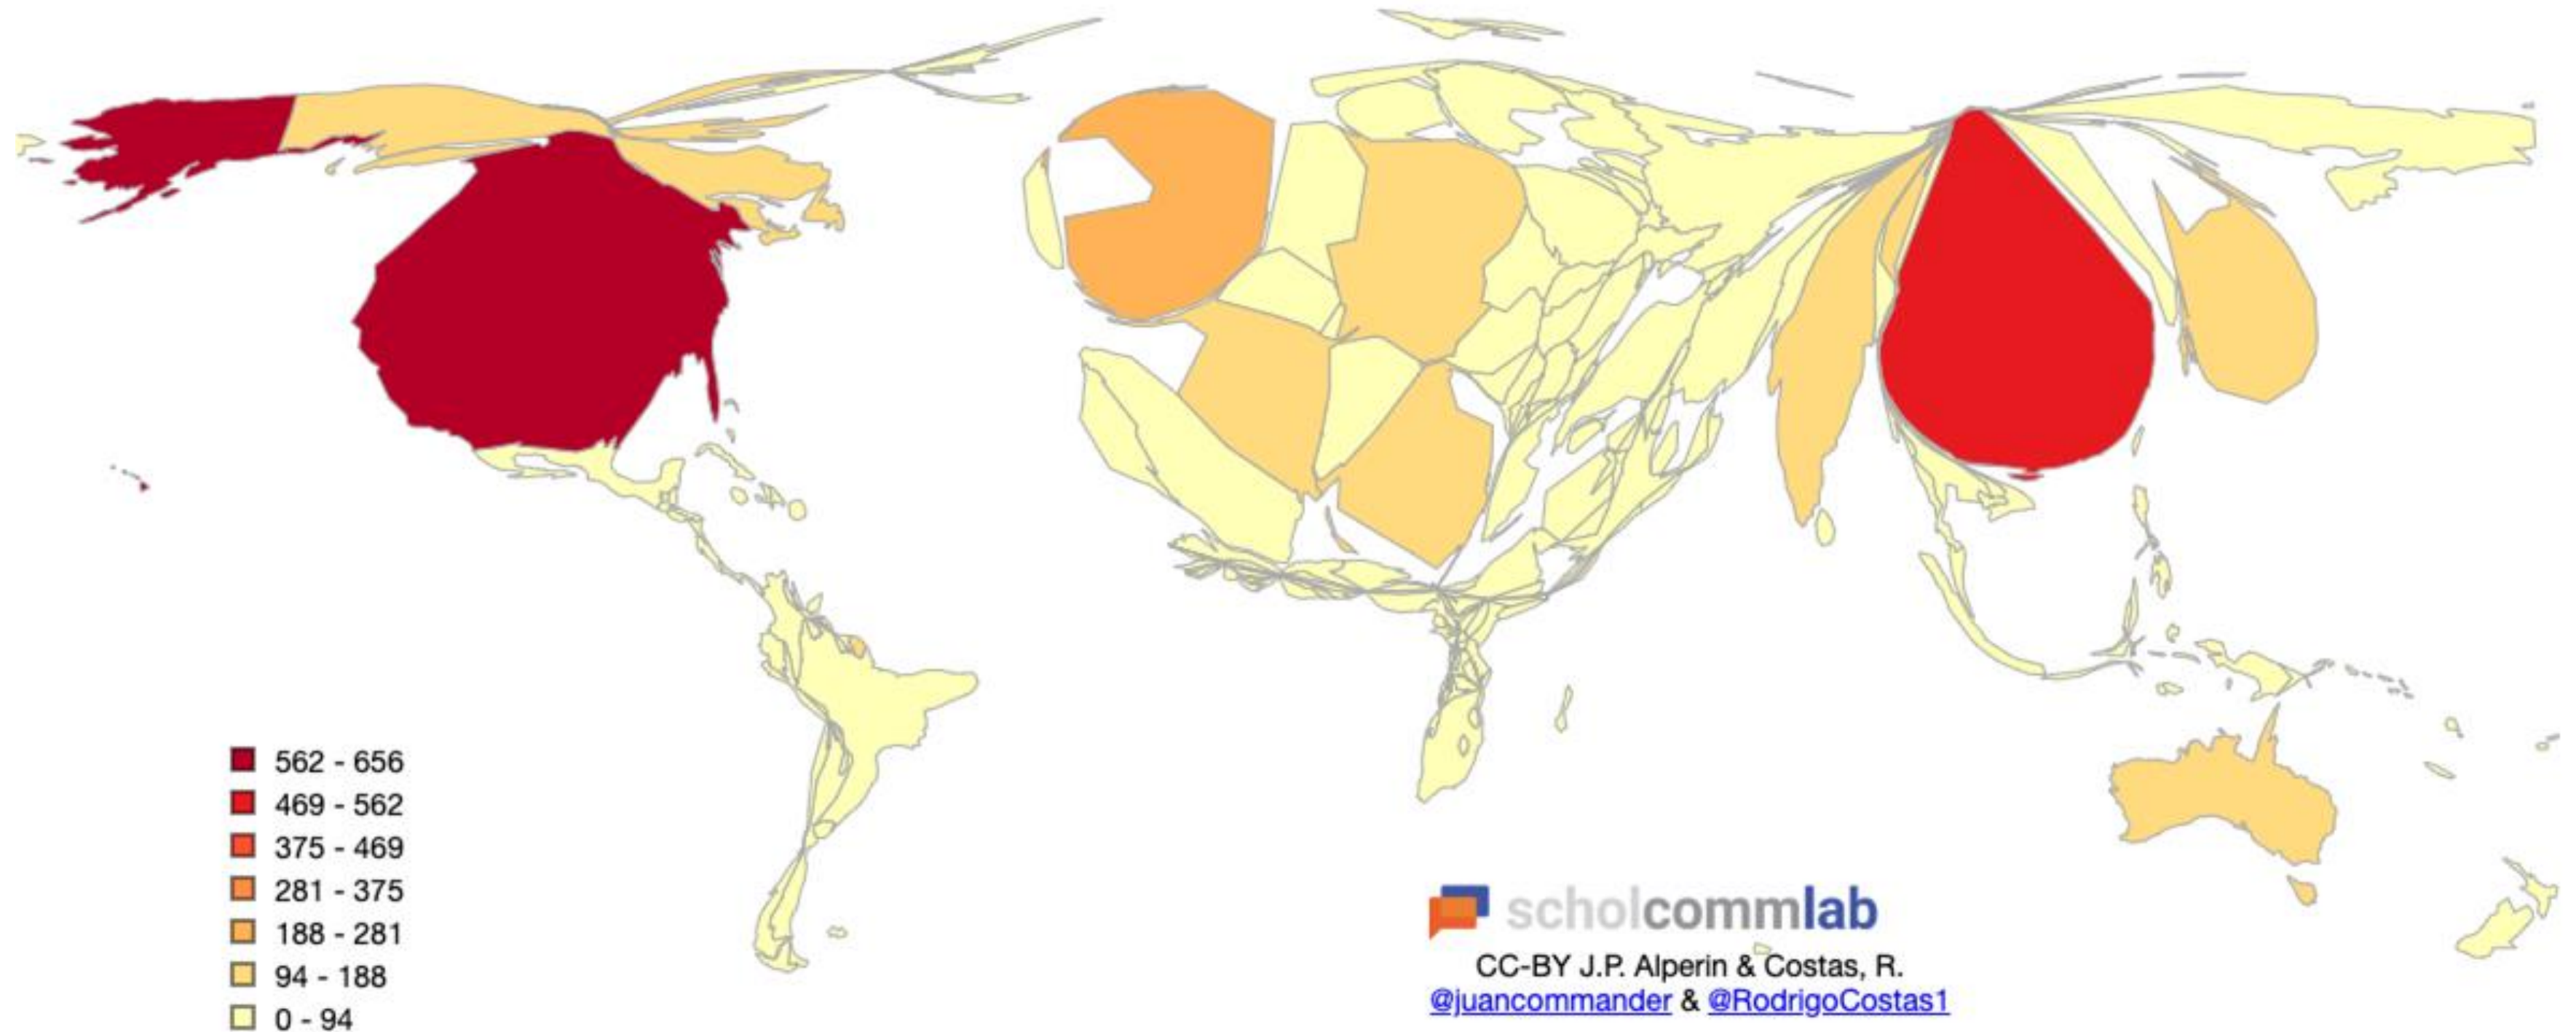 562 - 656
469 - 562
375 - 469
281 - 375
188 - 281
94 - 188
0 - 94
scholcommlab
CC-BY J.P. Alperin & Costas, R.
@juancommander & @RodrigoCostas1